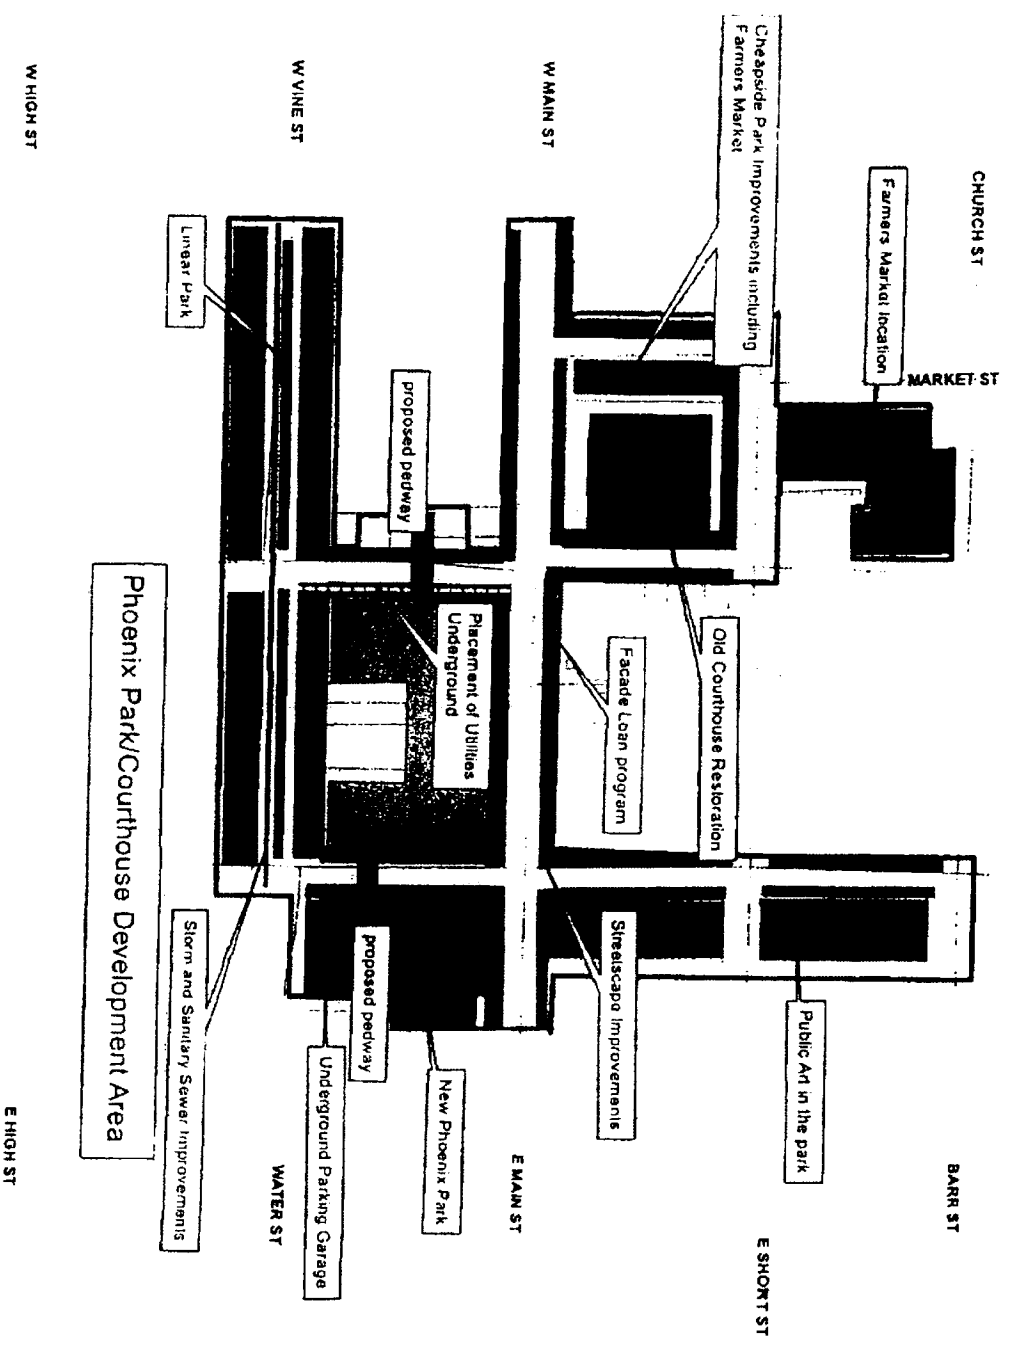 CHURCH ST
BARR ST
Farmers Market location
MARKET ST
Cheapside Park Improvements including
Farmers Market
Old Courthouse Restoration
Public Art in the park
E SHORT ST
Facade Loan program
Streetscape Improvements
W MAIN ST
E MAIN ST
Placement of Utilities
Underground
proposed pedway
New Phoenix Park
proposed pedway
Underground Parking Garage
W VINE ST
WATER ST
Linear Park
Storm and Sanitary Sewer Improvements
Phoenix Park/Courthouse Development Area
W HIGH ST
E HIGH ST